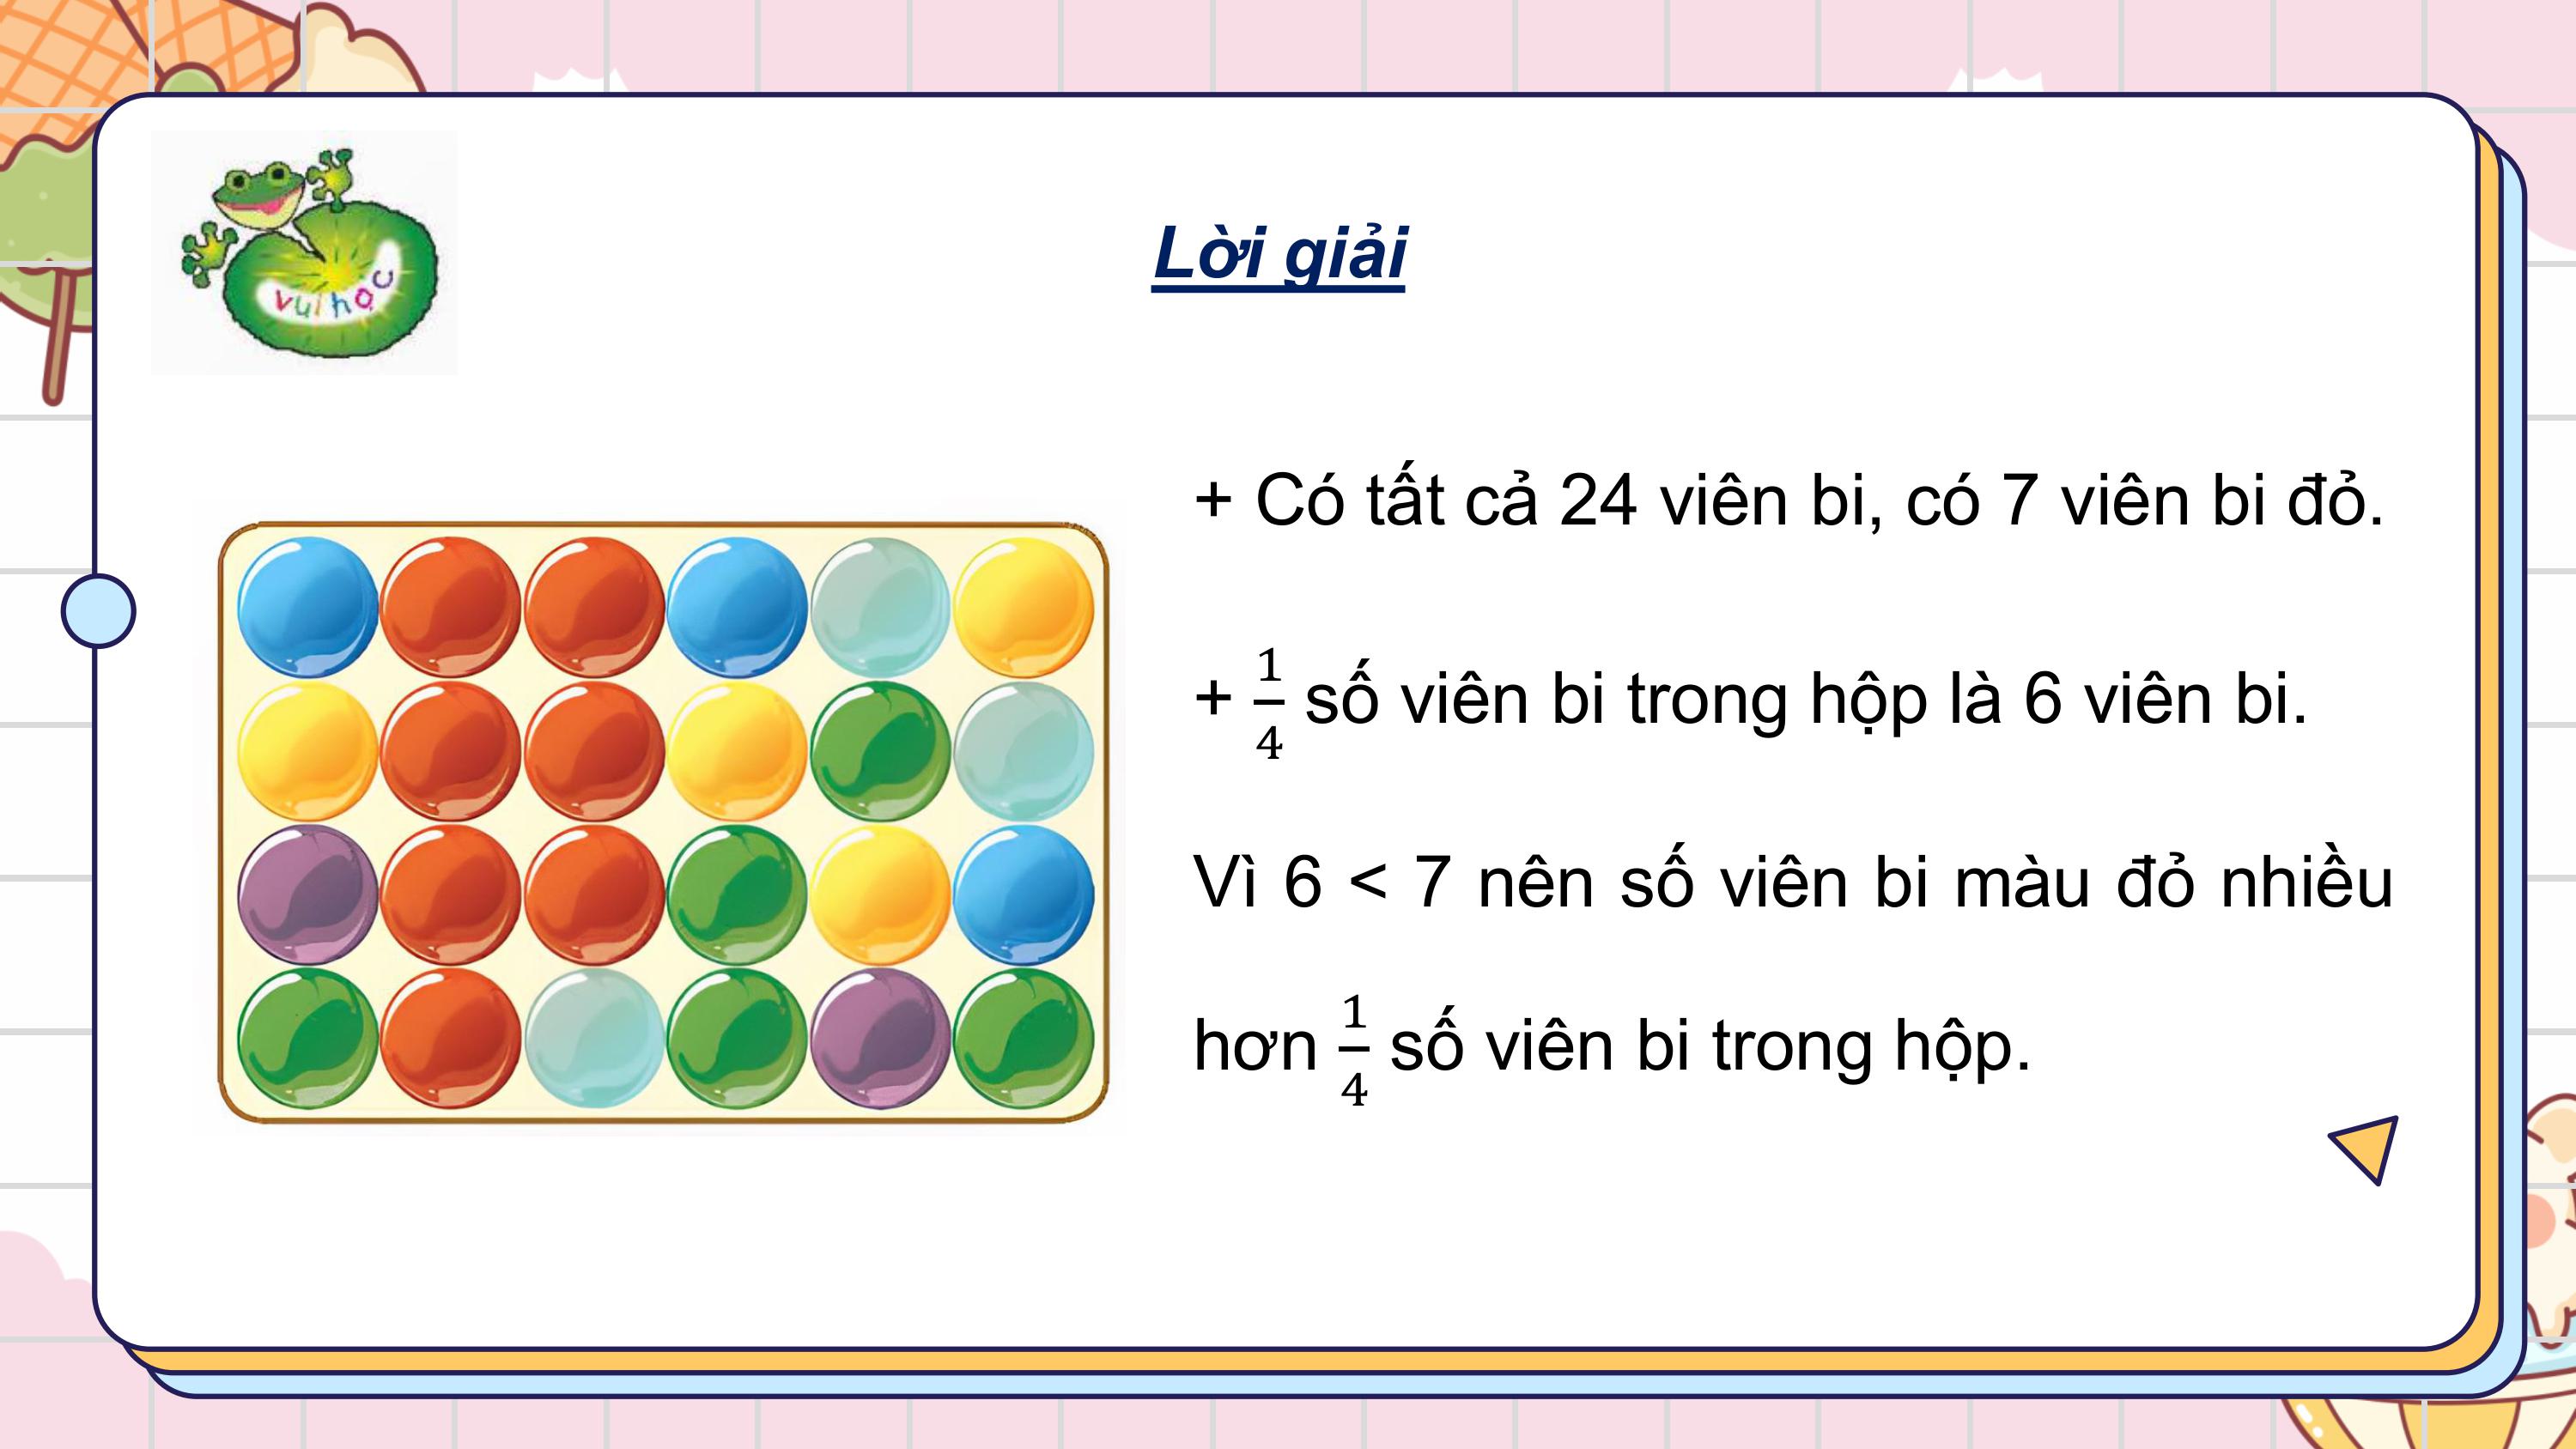 vui học
Lời giải
+ Có tất cả 24 viên bi, có 7 viên bi đỏ.
+ 1/4 số viên bi trong hộp là 6 viên bi.
Vì 6 < 7 nên số viên bi màu đỏ nhiều
hơn 1/4 số viên bi trong hộp.